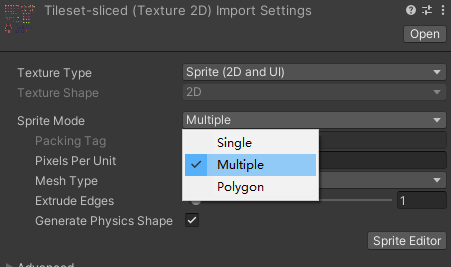 Tileset-sliced (Texture 2D) Import Settings
Open
Texture Type Sprite (2D and UI)
Texture Shape 2D
Sprite Mode Multiple
Packing Tag Single
Pixels Per Unit Multiple
Mesh Type Polygon
Extrude Edges 1
Generate Physics Shape
Sprite Editor
Advanced